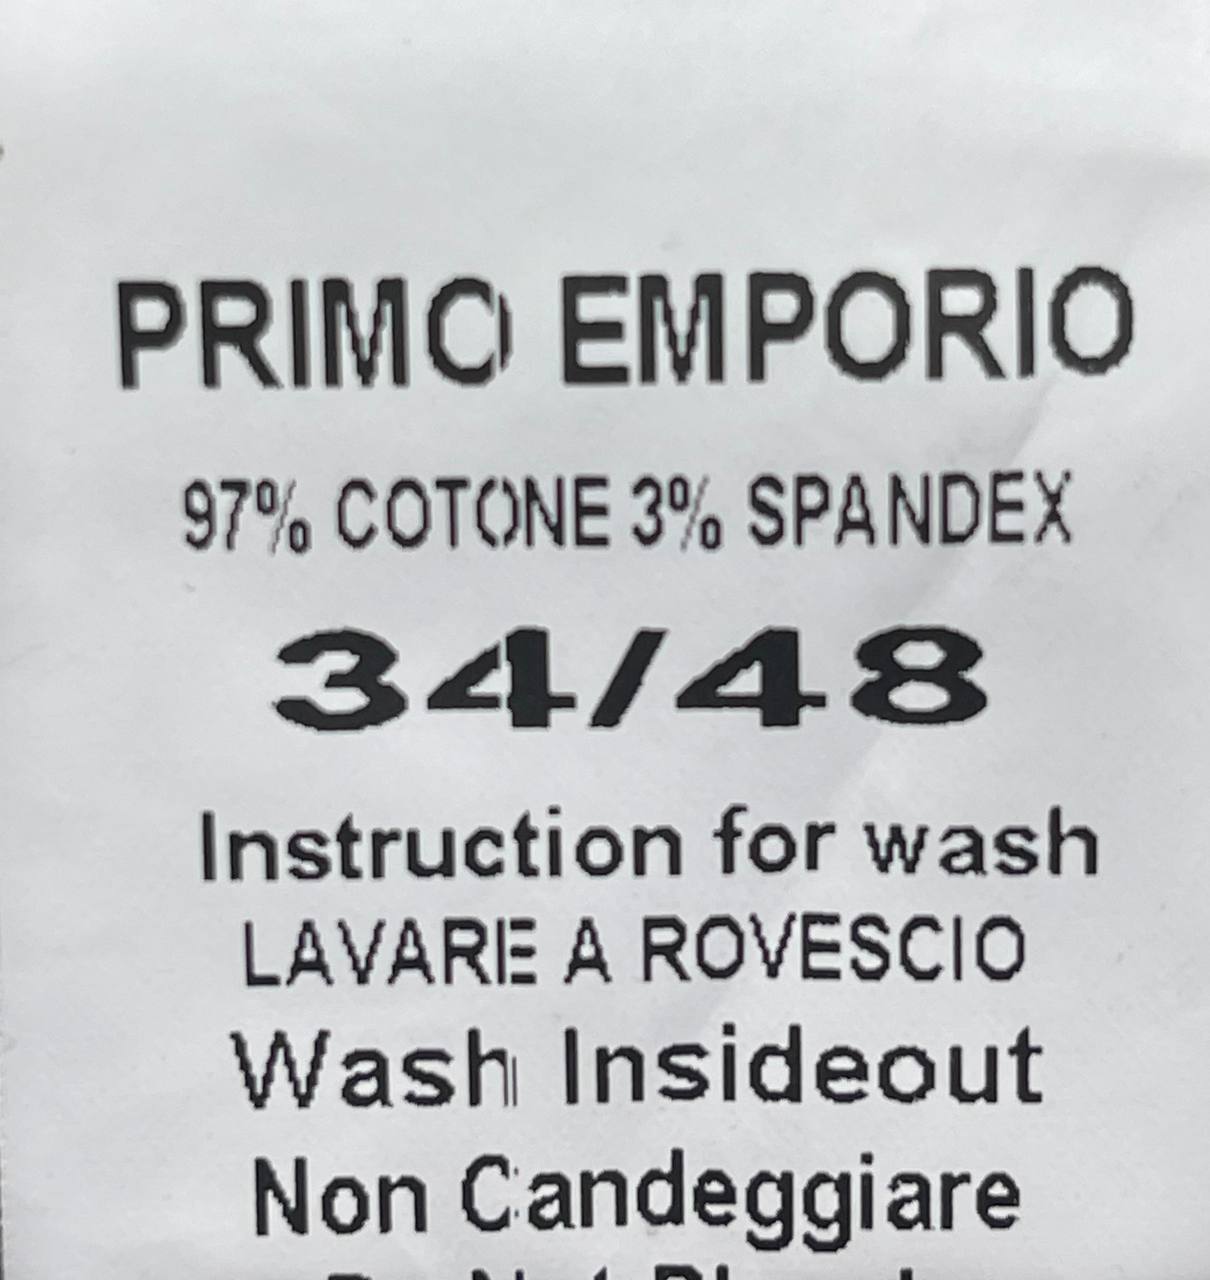 PRIMO EMPORIO
97% COTONE 3% SPANDEX
34/48
Instruction for wash
LAVARE A ROVESCIO
Wash Insideout
Non Candeggiare